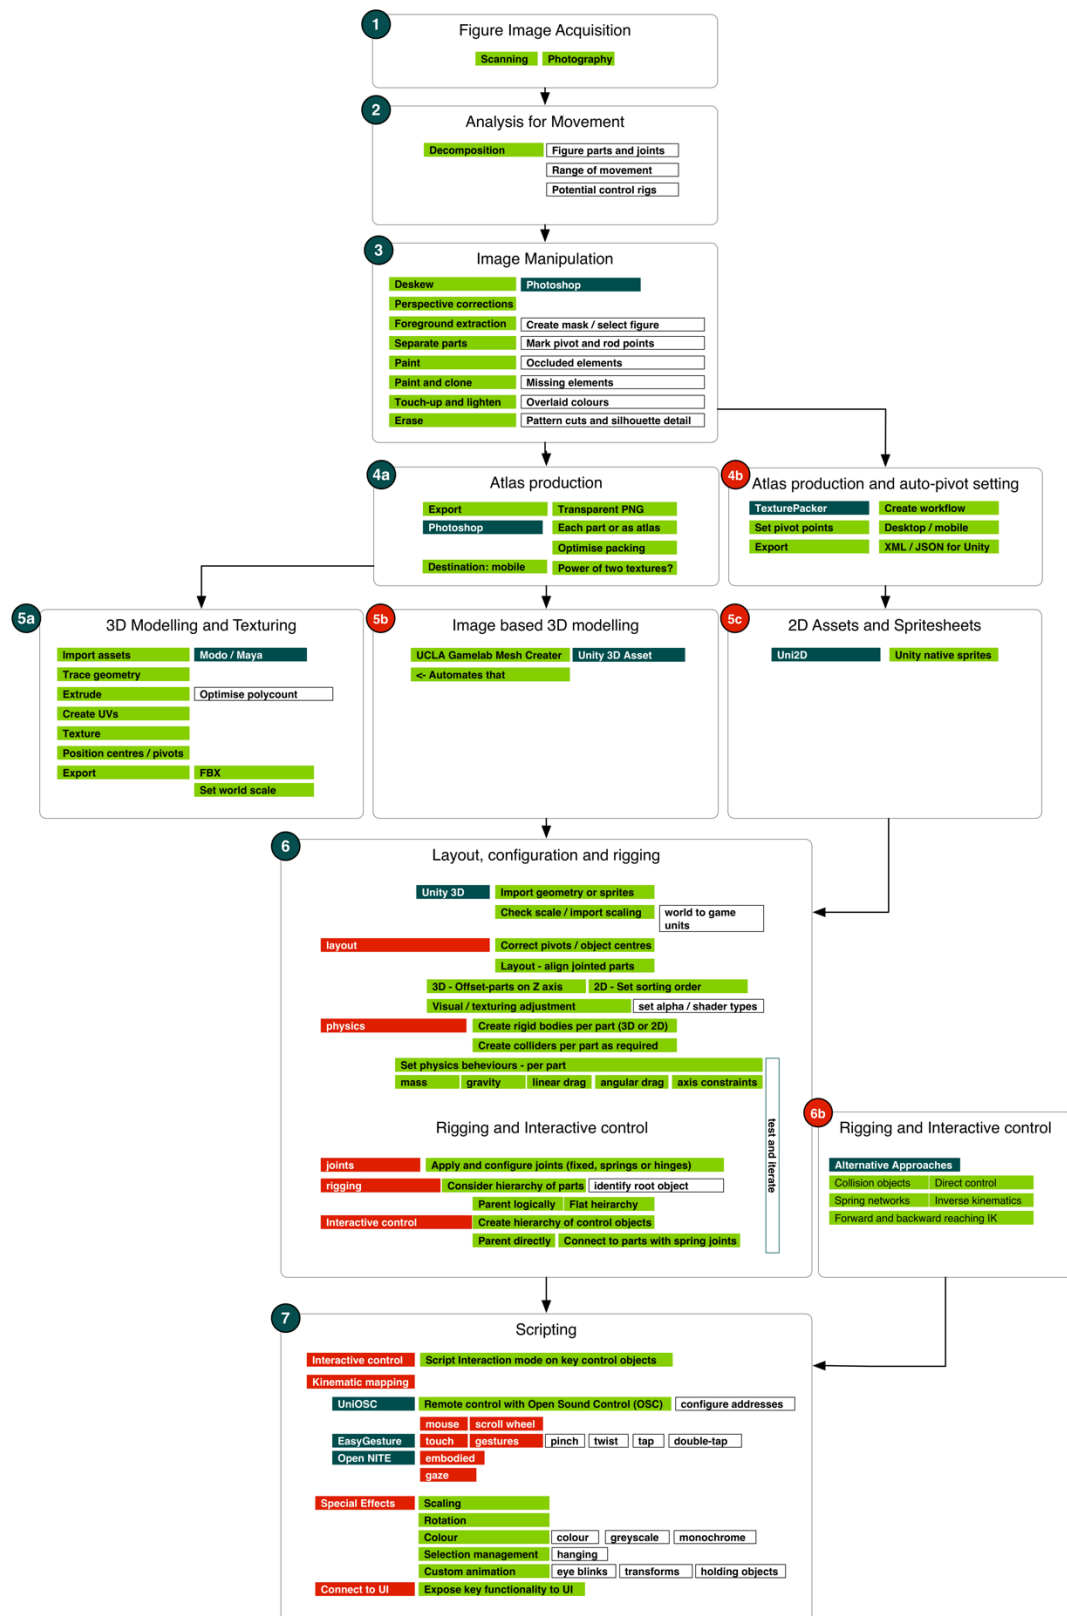 1
Figure Image Acquisition
Scanning Photography
2
Analysis for Movement
Decomposition Figure parts and joints
Range of movement
Potential control rigs
3
Image Manipulation
Deskew Photoshop
Perspective corrections
Foreground extraction Create mask / select figure
Separate parts Mark pivot and rod points
Paint Occluded elements
Paint and clone Missing elements
Touch-up and lighten Overlaid colours
Erase Pattern cuts and silhouette detail
4a
Atlas production
Export Transparent PNG
Photoshop Each part or as atlas
Optimise packing
Destination: mobile Power of two textures?
4b
Atlas production and auto-pivot setting
TexturePacker Create workflow
Set pivot points Desktop / mobile
Export XML / JSON for Unity
5a
3D Modelling and Texturing
Import assets Modo / Maya
Trace geometry
Extrude Optimise polycount
Create UVs
Texture
Position centres / pivots
Export FBX
Set world scale
5b
Image based 3D modelling
UCLA Gamelab Mesh Creater Unity 3D Asset
<- Automates that
5c
2D Assets and Spritesheets
Uni2D Unity native sprites
6
Layout, configuration and rigging
Unity 3D Import geometry or sprites
Check scale / import scaling world to game
units
layout Correct pivots / object centres
Layout - align jointed parts
3D - Offset-parts on Z axis 2D - Set sorting order
Visual / texturing adjustment set alpha / shader types
physics Create rigid bodies per part (3D or 2D)
Create colliders per part as required
Set physics beheviours - per part
mass gravity linear drag angular drag axis constraints
test and iterate
Rigging and Interactive control
joints Apply and configure joints (fixed, springs or hinges)
rigging Consider hierarchy of parts identify root object
Parent logically Flat heirarchy
Interactive control Create hierarchy of control objects
Parent directly Connect to parts with spring joints
6b
Rigging and Interactive control
Alternative Approaches
Collision objects Direct control
Spring networks Inverse kinematics
Forward and backward reaching IK
7
Scripting
Interactive control Script Interaction mode on key control objects
Kinematic mapping
UniOSC Remote control with Open Sound Control (OSC) configure addresses
mouse scroll wheel
EasyGesture touch gestures pinch twist tap double-tap
Open NITE embodied
gaze
Special Effects Scaling
Rotation
Colour colour greyscale monochrome
Selection management hanging
Custom animation eye blinks transforms holding objects
Connect to UI Expose key functionality to UI